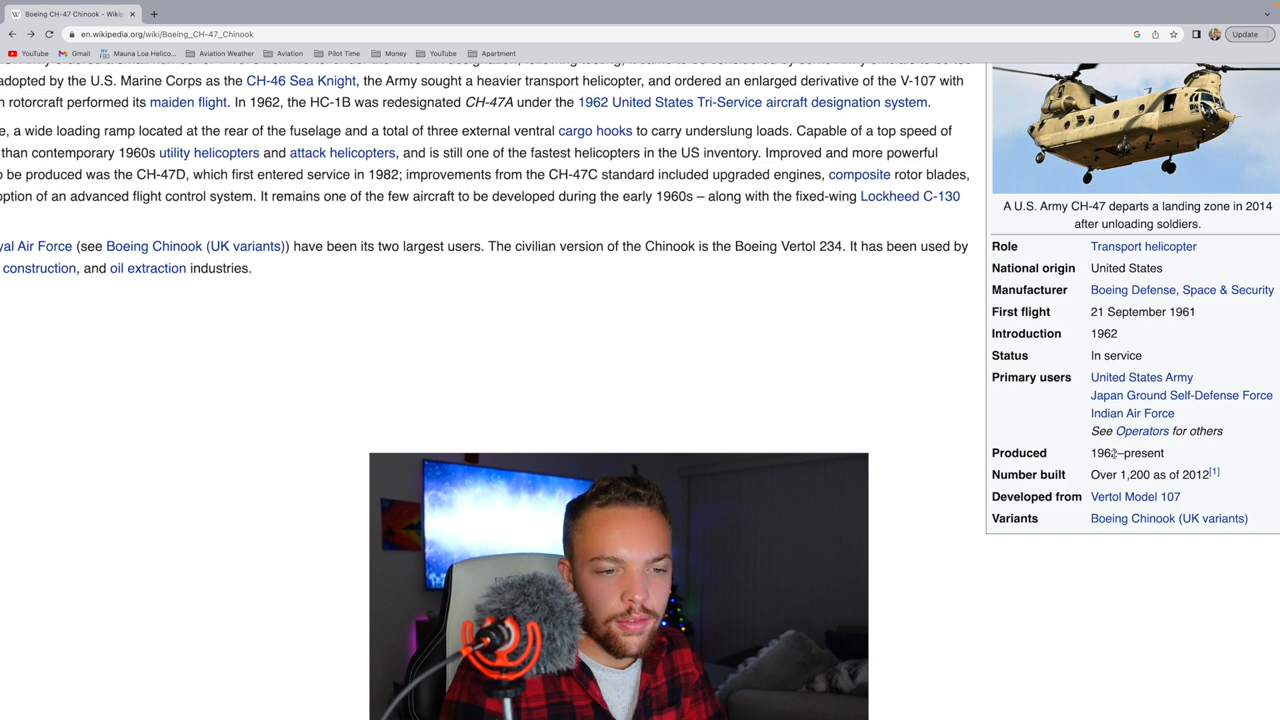 Boeing CH-47 Chinook - Wikip
en.wikipedia.org/wiki/Boeing_CH-47_Chinook
Update
YouTube Gmail Mauna Loa Helico... Aviation Weather Aviation Pilot Time Money YouTube Apartment
adopted by the U.S. Marine Corps as the CH-46 Sea Knight, the Army sought a heavier transport helicopter, and ordered an enlarged derivative of the V-107 with
n rotorcraft performed its maiden flight. In 1962, the HC-1B was redesignated CH-47A under the 1962 United States Tri-Service aircraft designation system.
e, a wide loading ramp located at the rear of the fuselage and a total of three external ventral cargo hooks to carry underslung loads. Capable of a top speed of
than contemporary 1960s utility helicopters and attack helicopters, and is still one of the fastest helicopters in the US inventory. Improved and more powerful
o be produced was the CH-47D, which first entered service in 1982; improvements from the CH-47C standard included upgraded engines, composite rotor blades,
option of an advanced flight control system. It remains one of the few aircraft to be developed during the early 1960s – along with the fixed-wing Lockheed C-130
yal Air Force (see Boeing Chinook (UK variants)) have been its two largest users. The civilian version of the Chinook is the Boeing Vertol 234. It has been used by
construction, and oil extraction industries.
A U.S. Army CH-47 departs a landing zone in 2014
after unloading soldiers.
Role Transport helicopter
National origin United States
Manufacturer Boeing Defense, Space & Security
First flight 21 September 1961
Introduction 1962
Status In service
Primary users United States Army
Japan Ground Self-Defense Force
Indian Air Force
See Operators for others
Produced 1962–present
Number built Over 1,200 as of 2012[1]
Developed from Vertol Model 107
Variants Boeing Chinook (UK variants)